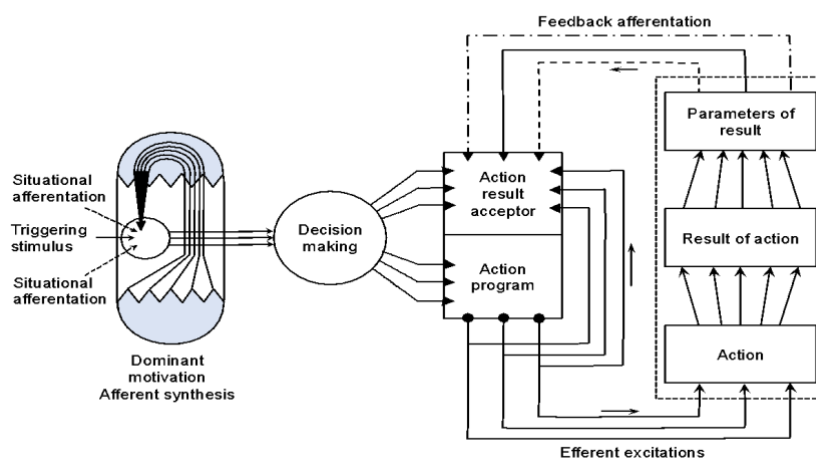 Feedback afferentation
Situational
afferentation
Triggering
stimulus
Situational
afferentation
Dominant
motivation
Afferent synthesis
Decision
making
Action
result
acceptor
Action
program
Parameters of
result
Result of action
Action
Efferent excitations